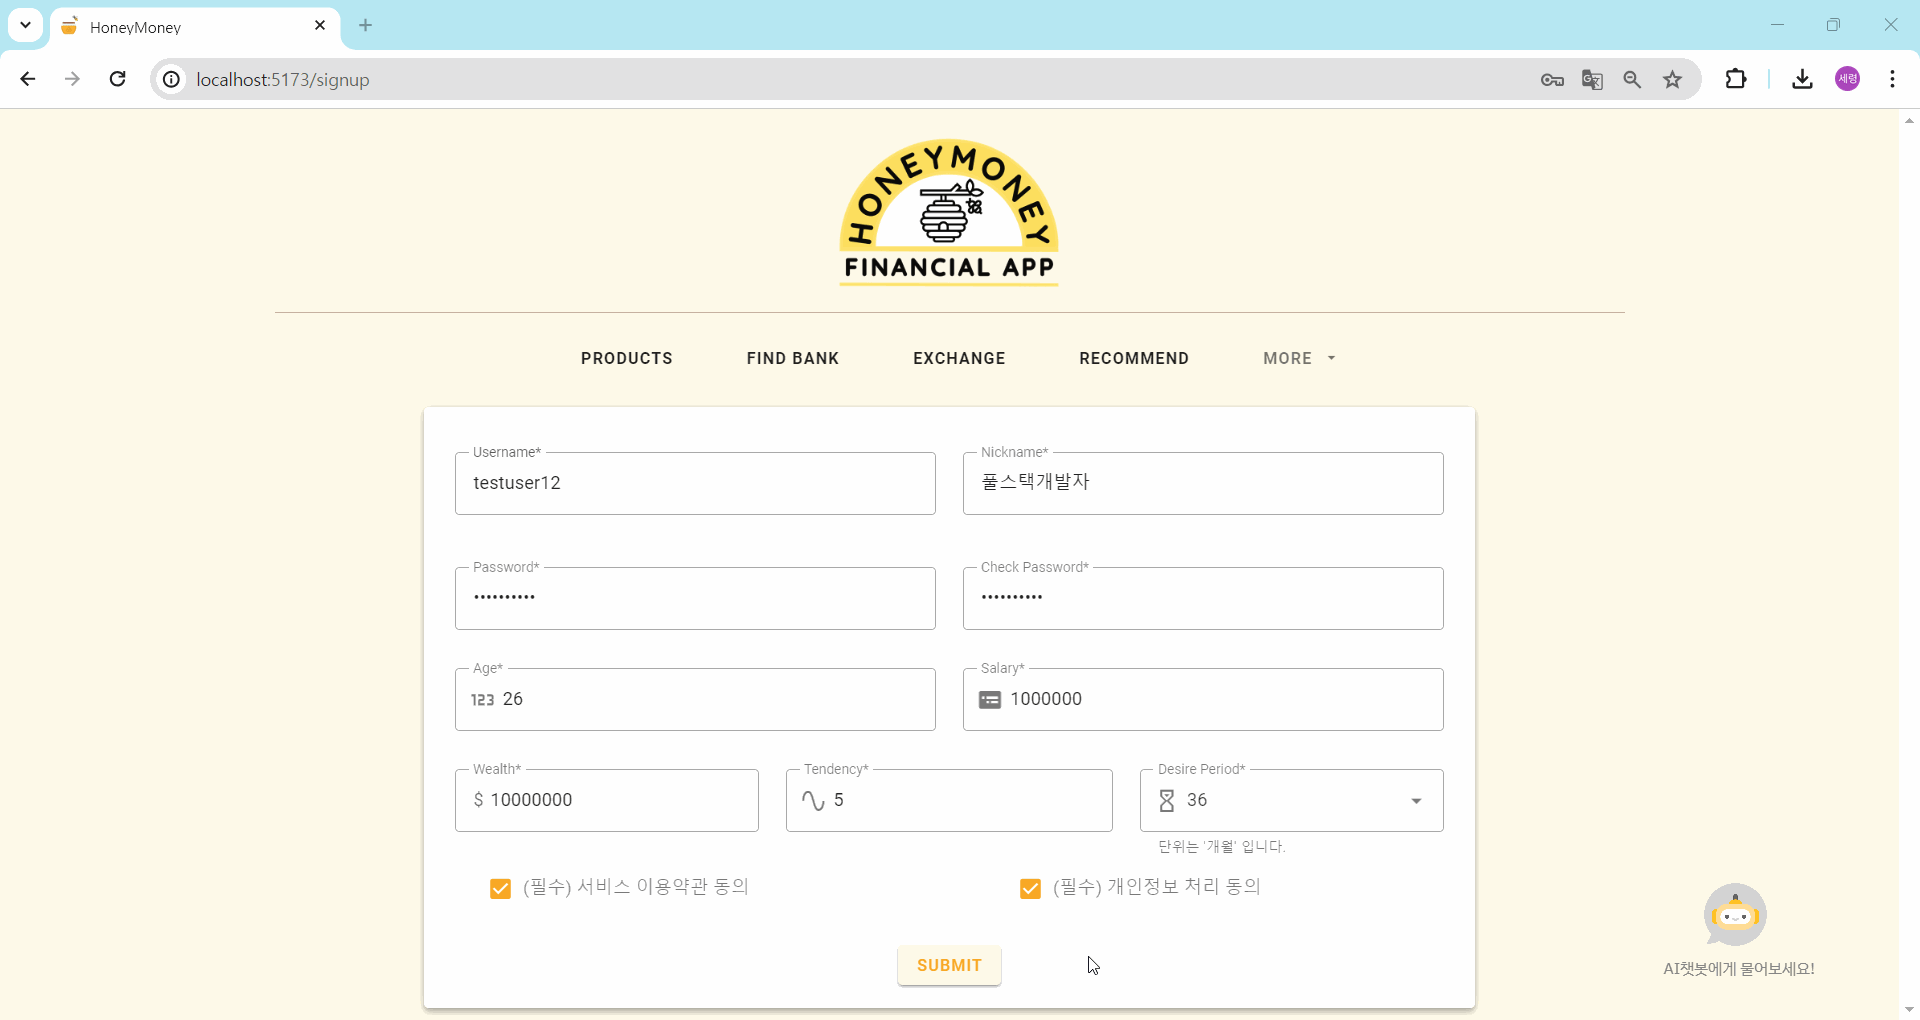 HoneyMoney
localhost:5173/signup
세령
HONEYMONEY
FINANCIAL APP
PRODUCTS FIND BANK EXCHANGE RECOMMEND MORE
Username* Nickname*
testuser12 풀스택개발자
Password* Check Password*
•••••••••• ••••••••••
Age* Salary*
123 26 1000000
Wealth* Tendency* Desire Period*
$ 10000000 5 36
단위는 '개월' 입니다.
(필수) 서비스 이용약관 동의 (필수) 개인정보 처리 동의
SUBMIT
AI챗봇에게 물어보세요!